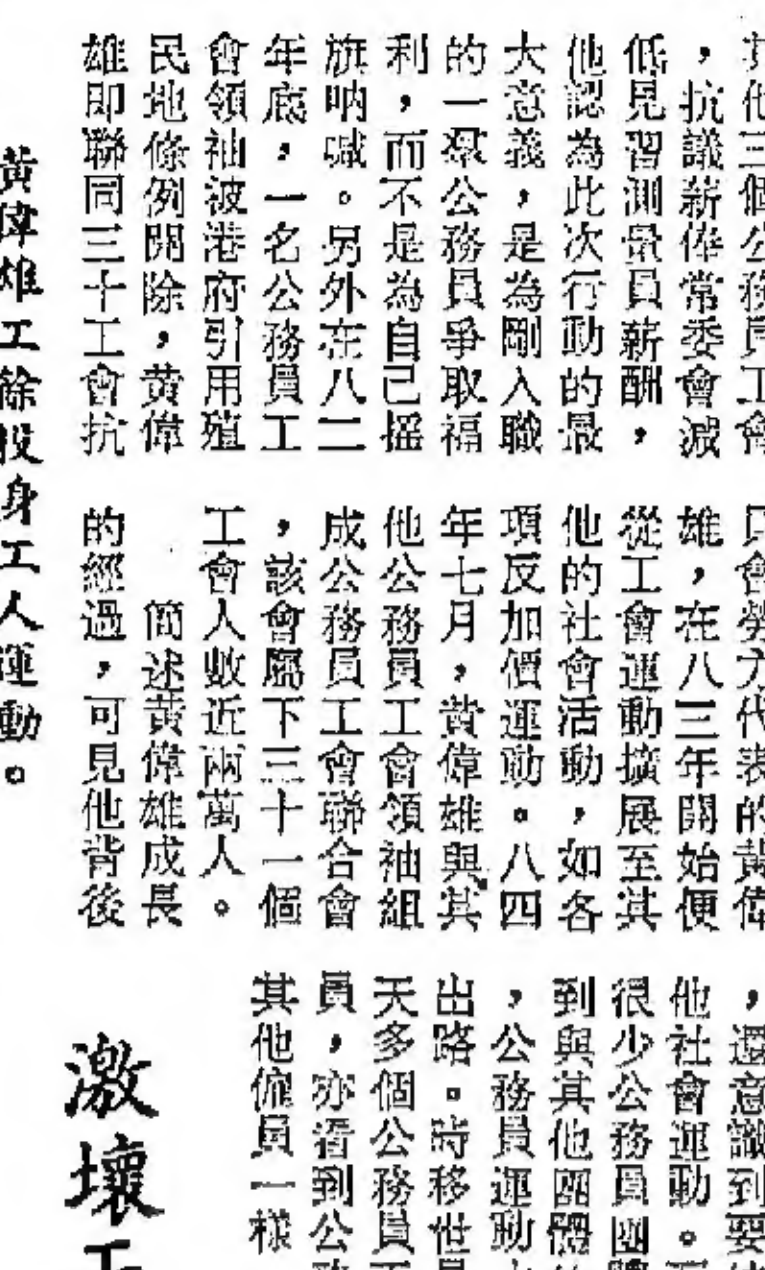 其他三個公務員工會
，抗議薪俸常委會減
低見習測量員薪酬，
他認為此次行動的最
大意義，是為剛入職
的一羣公務員爭取福
利，而不是為自己搖
旗吶喊。另外在八二
年底，一名公務員工
會領袖被港府引用殖
民地條例開除，黃偉
雄即聯同三十工會抗
只會勞方代表的黃偉
雄，在八三年開始便
從工會運動擴展至其
他的社會活動，如各
項反加價運動。八四
年七月，黃偉雄與其
他公務員工會領袖組
成公務員工會聯合會
，該會屬下三十一個
工會人數近兩萬人。
簡述黃偉雄成長
的經過，可見他背後
，還意識到要
他社會運動。
很少公務員團
到與其他團體
，公務員運動
出路。時移世
天多個公務員
員，亦看到公
其他僱員一樣
黃偉雄工餘投身工人運動。
激壞